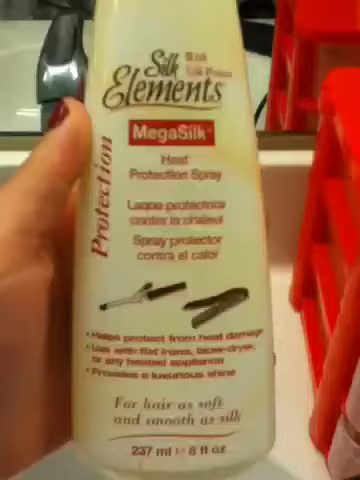 Silk
Elements
With
Silk Protein
MegaSilk
Heat
Protection Spray
Protection
Laque protectrice
contre la chaleur
Spray protector
contra el calor
• Helps protect from heat damage
• Use with flat irons, blow-dryer,
or any heated appliance
• Provides a luxurious shine
For hair as soft
and smooth as silk
237 ml 8 fl oz